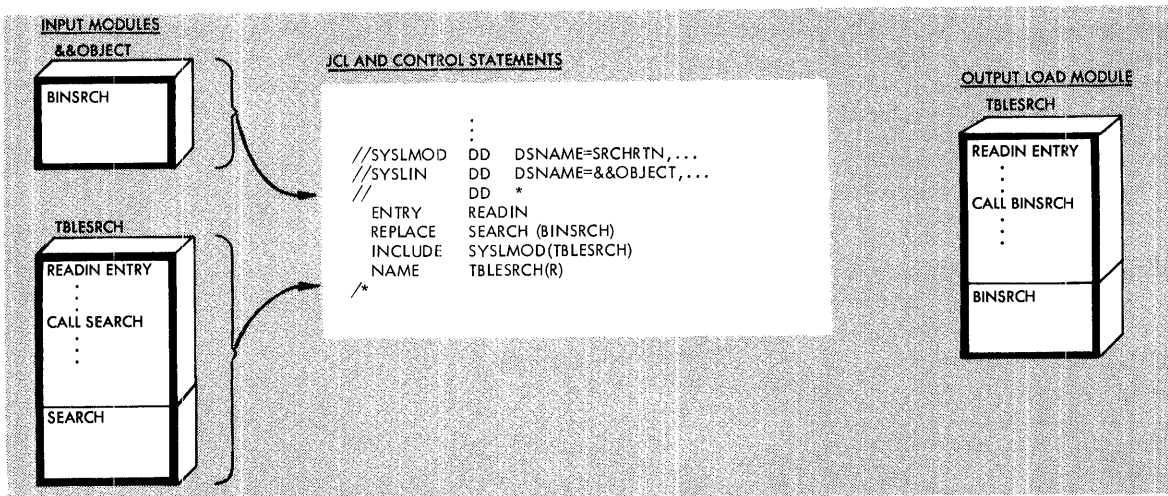 INPUT MODULES
&&OBJECT
BINSRCH
TBLESRCH
READIN ENTRY
CALL SEARCH
SEARCH
JCL AND CONTROL STATEMENTS
//SYSLMOD DD DSNAME=SRCHRTN,...
//SYSLIN DD DSNAME=&&OBJECT,...
// DD *
ENTRY READIN
REPLACE SEARCH (BINSRCH)
INCLUDE SYSLMOD(TBLESRCH)
NAME TBLESRCH(R)
/*
OUTPUT LOAD MODULE
TBLESRCH
READIN ENTRY
CALL BINSRCH
BINSRCH